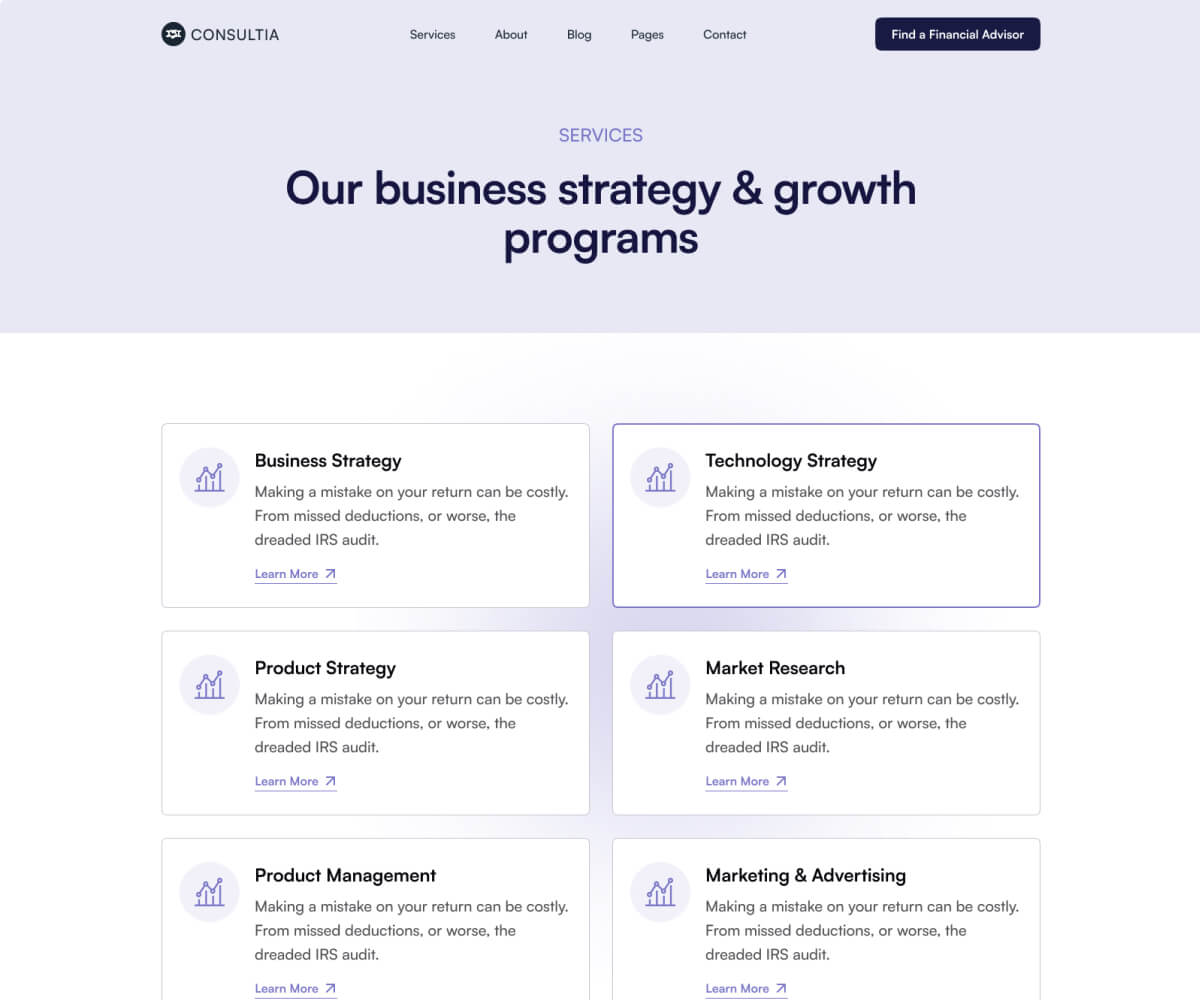 CONSULTIA
Services
About
Blog
Pages
Contact
Find a Financial Advisor
SERVICES
Our business strategy & growth
programs
Business Strategy
Making a mistake on your return can be costly.
From missed deductions, or worse, the
dreaded IRS audit.
Learn More
Technology Strategy
Making a mistake on your return can be costly.
From missed deductions, or worse, the
dreaded IRS audit.
Learn More
Product Strategy
Making a mistake on your return can be costly.
From missed deductions, or worse, the
dreaded IRS audit.
Learn More
Market Research
Making a mistake on your return can be costly.
From missed deductions, or worse, the
dreaded IRS audit.
Learn More
Product Management
Making a mistake on your return can be costly.
From missed deductions, or worse, the
dreaded IRS audit.
Learn More
Marketing & Advertising
Making a mistake on your return can be costly.
From missed deductions, or worse, the
dreaded IRS audit.
Learn More